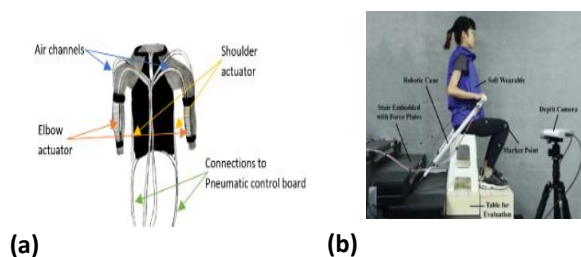 Air channels
Shoulder
actuator
Elbow
actuator
Connections to
Pneumatic control board
(a)
Robotic Cane
Soft Wearable
Stair Embedded
with Force Plates
Depth Camera
Marker Point
Table for
Evaluation
(b)